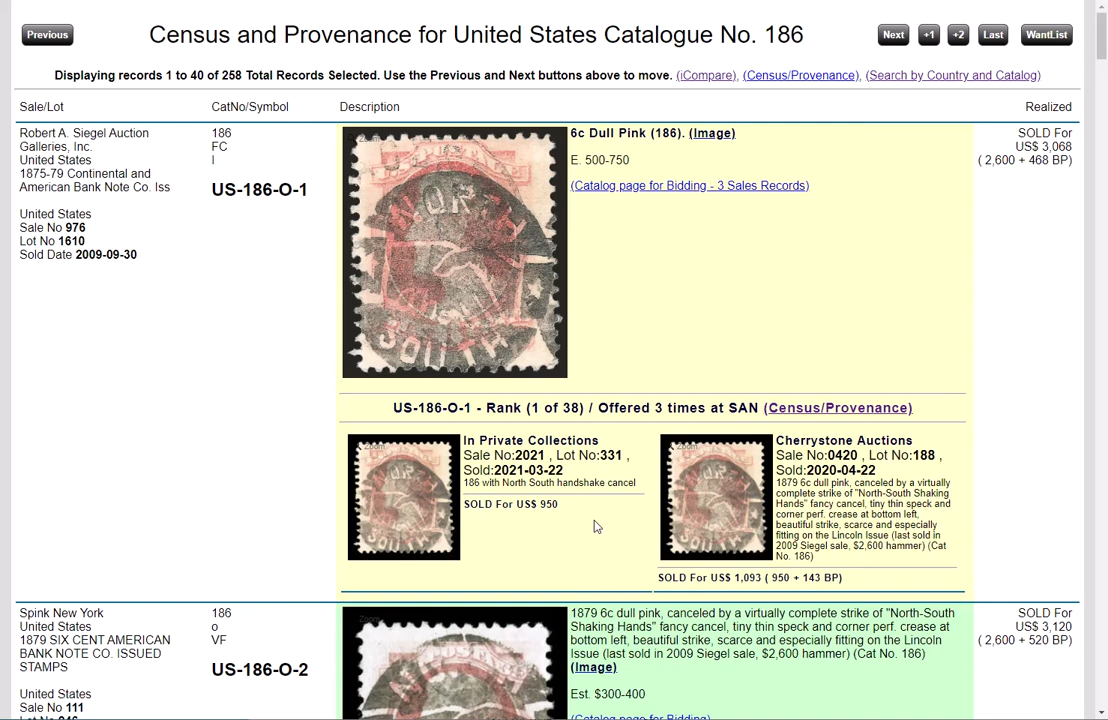 Previous
Census and Provenance for United States Catalogue No. 186
Next
+1
+2
Last
WantList
Displaying records 1 to 40 of 258 Total Records Selected. Use the Previous and Next buttons above to move. (iCompare), (Census/Provenance), (Search by Country and Catalog)
Sale/Lot
CatNo/Symbol
Description
Realized
Robert A. Siegel Auction
Galleries, Inc.
United States
1875-79 Continental and
American Bank Note Co. Iss
United States
Sale No 976
Lot No 1610
Sold Date 2009-09-30
186
FC
I
US-186-O-1
Zoom
NORTH
SOUTH
6c Dull Pink (186). (Image)
E. 500-750
(Catalog page for Bidding - 3 Sales Records)
SOLD For
US$ 3,068
( 2,600 + 468 BP)
US-186-O-1 - Rank (1 of 38) / Offered 3 times at SAN (Census/Provenance)
Zoom
In Private Collections
Sale No:2021 , Lot No:331 ,
Sold:2021-03-22
186 with North South handshake cancel
SOLD For US$ 950
Zoom
Cherrystone Auctions
Sale No:0420 , Lot No:188 ,
Sold:2020-04-22
1879 6c dull pink, canceled by a virtually
complete strike of "North-South Shaking
Hands" fancy cancel, tiny thin speck and
corner perf. crease at bottom left,
beautiful strike, scarce and especially
fitting on the Lincoln Issue (last sold in
2009 Siegel sale, $2,600 hammer) (Cat
No. 186)
SOLD For US$ 1,093 ( 950 + 143 BP)
Spink New York
United States
1879 SIX CENT AMERICAN
BANK NOTE CO. ISSUED
STAMPS
United States
Sale No 111
186
o
VF
US-186-O-2
Zoom
1879 6c dull pink, canceled by a virtually complete strike of "North-South
Shaking Hands" fancy cancel, tiny thin speck and corner perf. crease at
bottom left, beautiful strike, scarce and especially fitting on the Lincoln
Issue (last sold in 2009 Siegel sale, $2,600 hammer) (Cat No. 186)
(Image)
Est. $300-400
(Catalog page for Bidding)
SOLD For
US$ 3,120
( 2,600 + 520 BP)